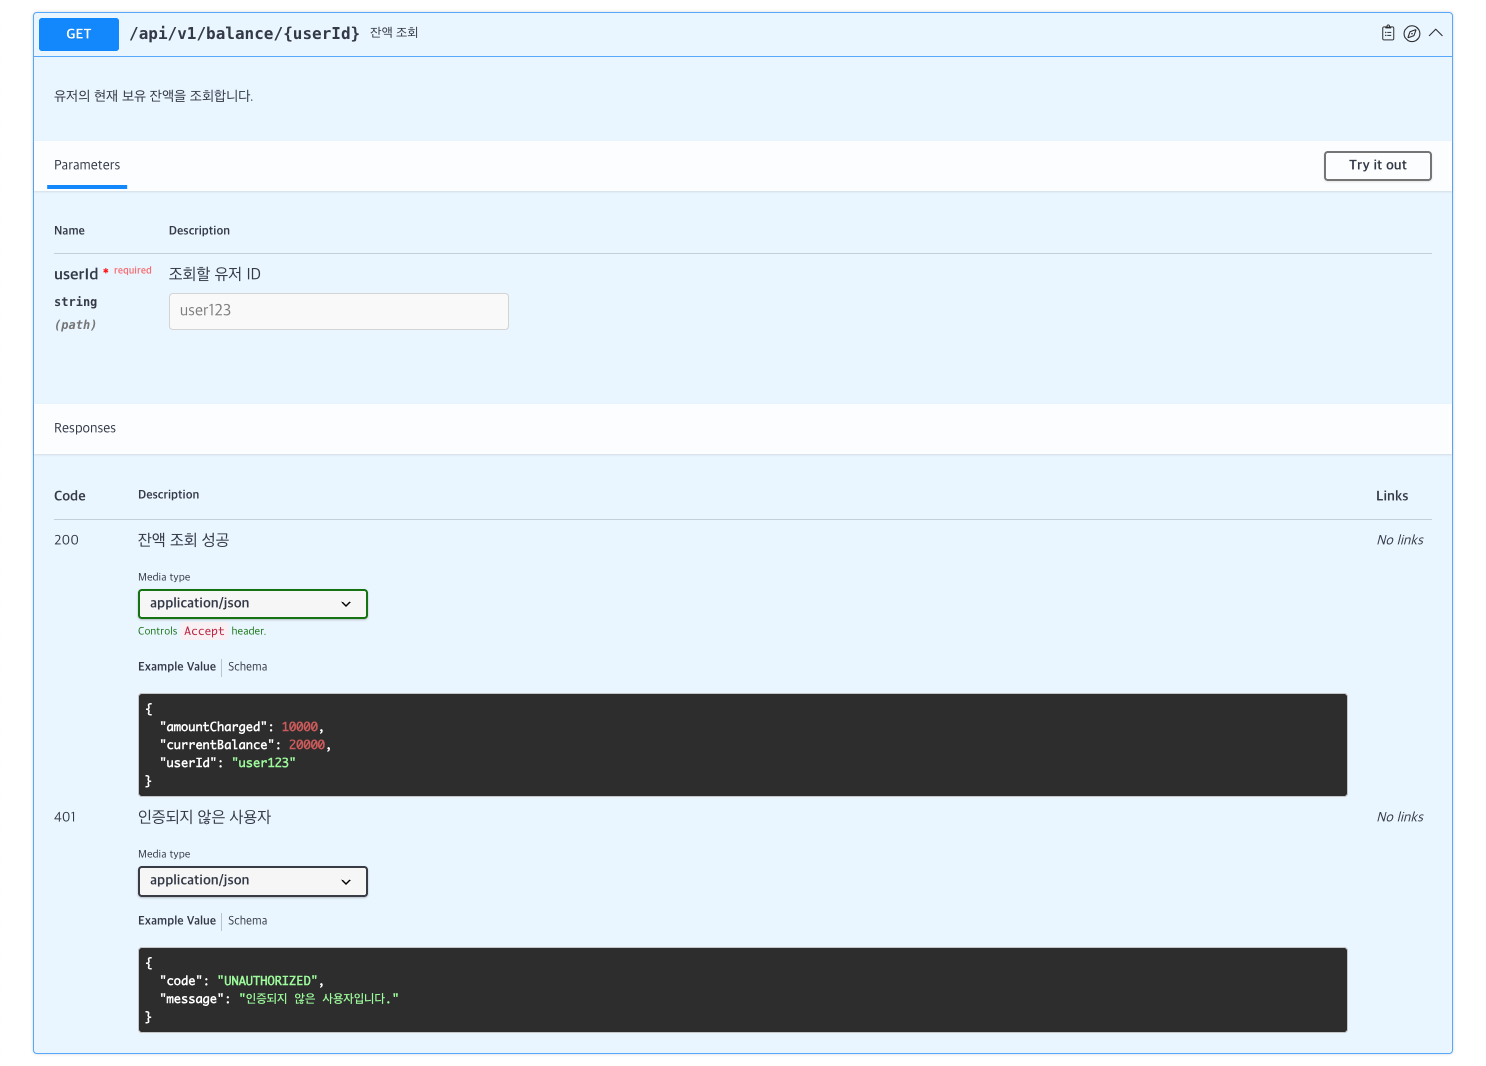 GET /api/v1/balance/{userId} 잔액 조회
유저의 현재 보유 잔액을 조회합니다.
Parameters Try it out
Name Description
userId * required 조회할 유저 ID
string user123
(path)
Responses
Code Description Links
200 잔액 조회 성공 No links
Media type
application/json
Controls Accept header.
Example Value Schema
{
"amountCharged": 10000,
"currentBalance": 20000,
"userId": "user123"
}
401 인증되지 않은 사용자 No links
Media type
application/json
Example Value Schema
{
"code": "UNAUTHORIZED",
"message": "인증되지 않은 사용자입니다."
}